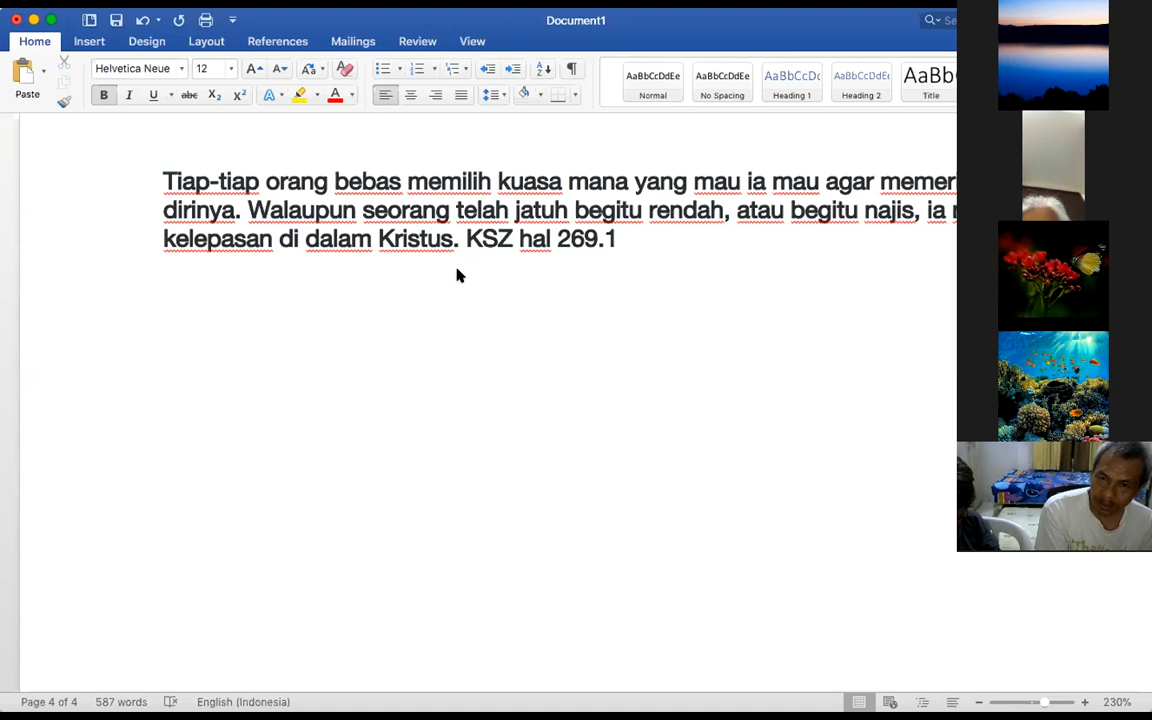 Document1
Se
Home Insert Design Layout References Mailings Review View
Paste
Helvetica Neue 12
AaBbCcDdEe AaBbCcDdEe AaBbCcDc AaBbCcDdEe AaBbCcDd
Normal No Spacing Heading 1 Heading 2 Title
Tiap-tiap orang bebas memilih kuasa mana yang mau ia mau agar memer
dirinya. Walaupun seorang telah jatuh begitu rendah, atau begitu najis, ia
kelepasan di dalam Kristus. KSZ hal 269.1
Page 4 of 4 587 words English (Indonesia) 230%